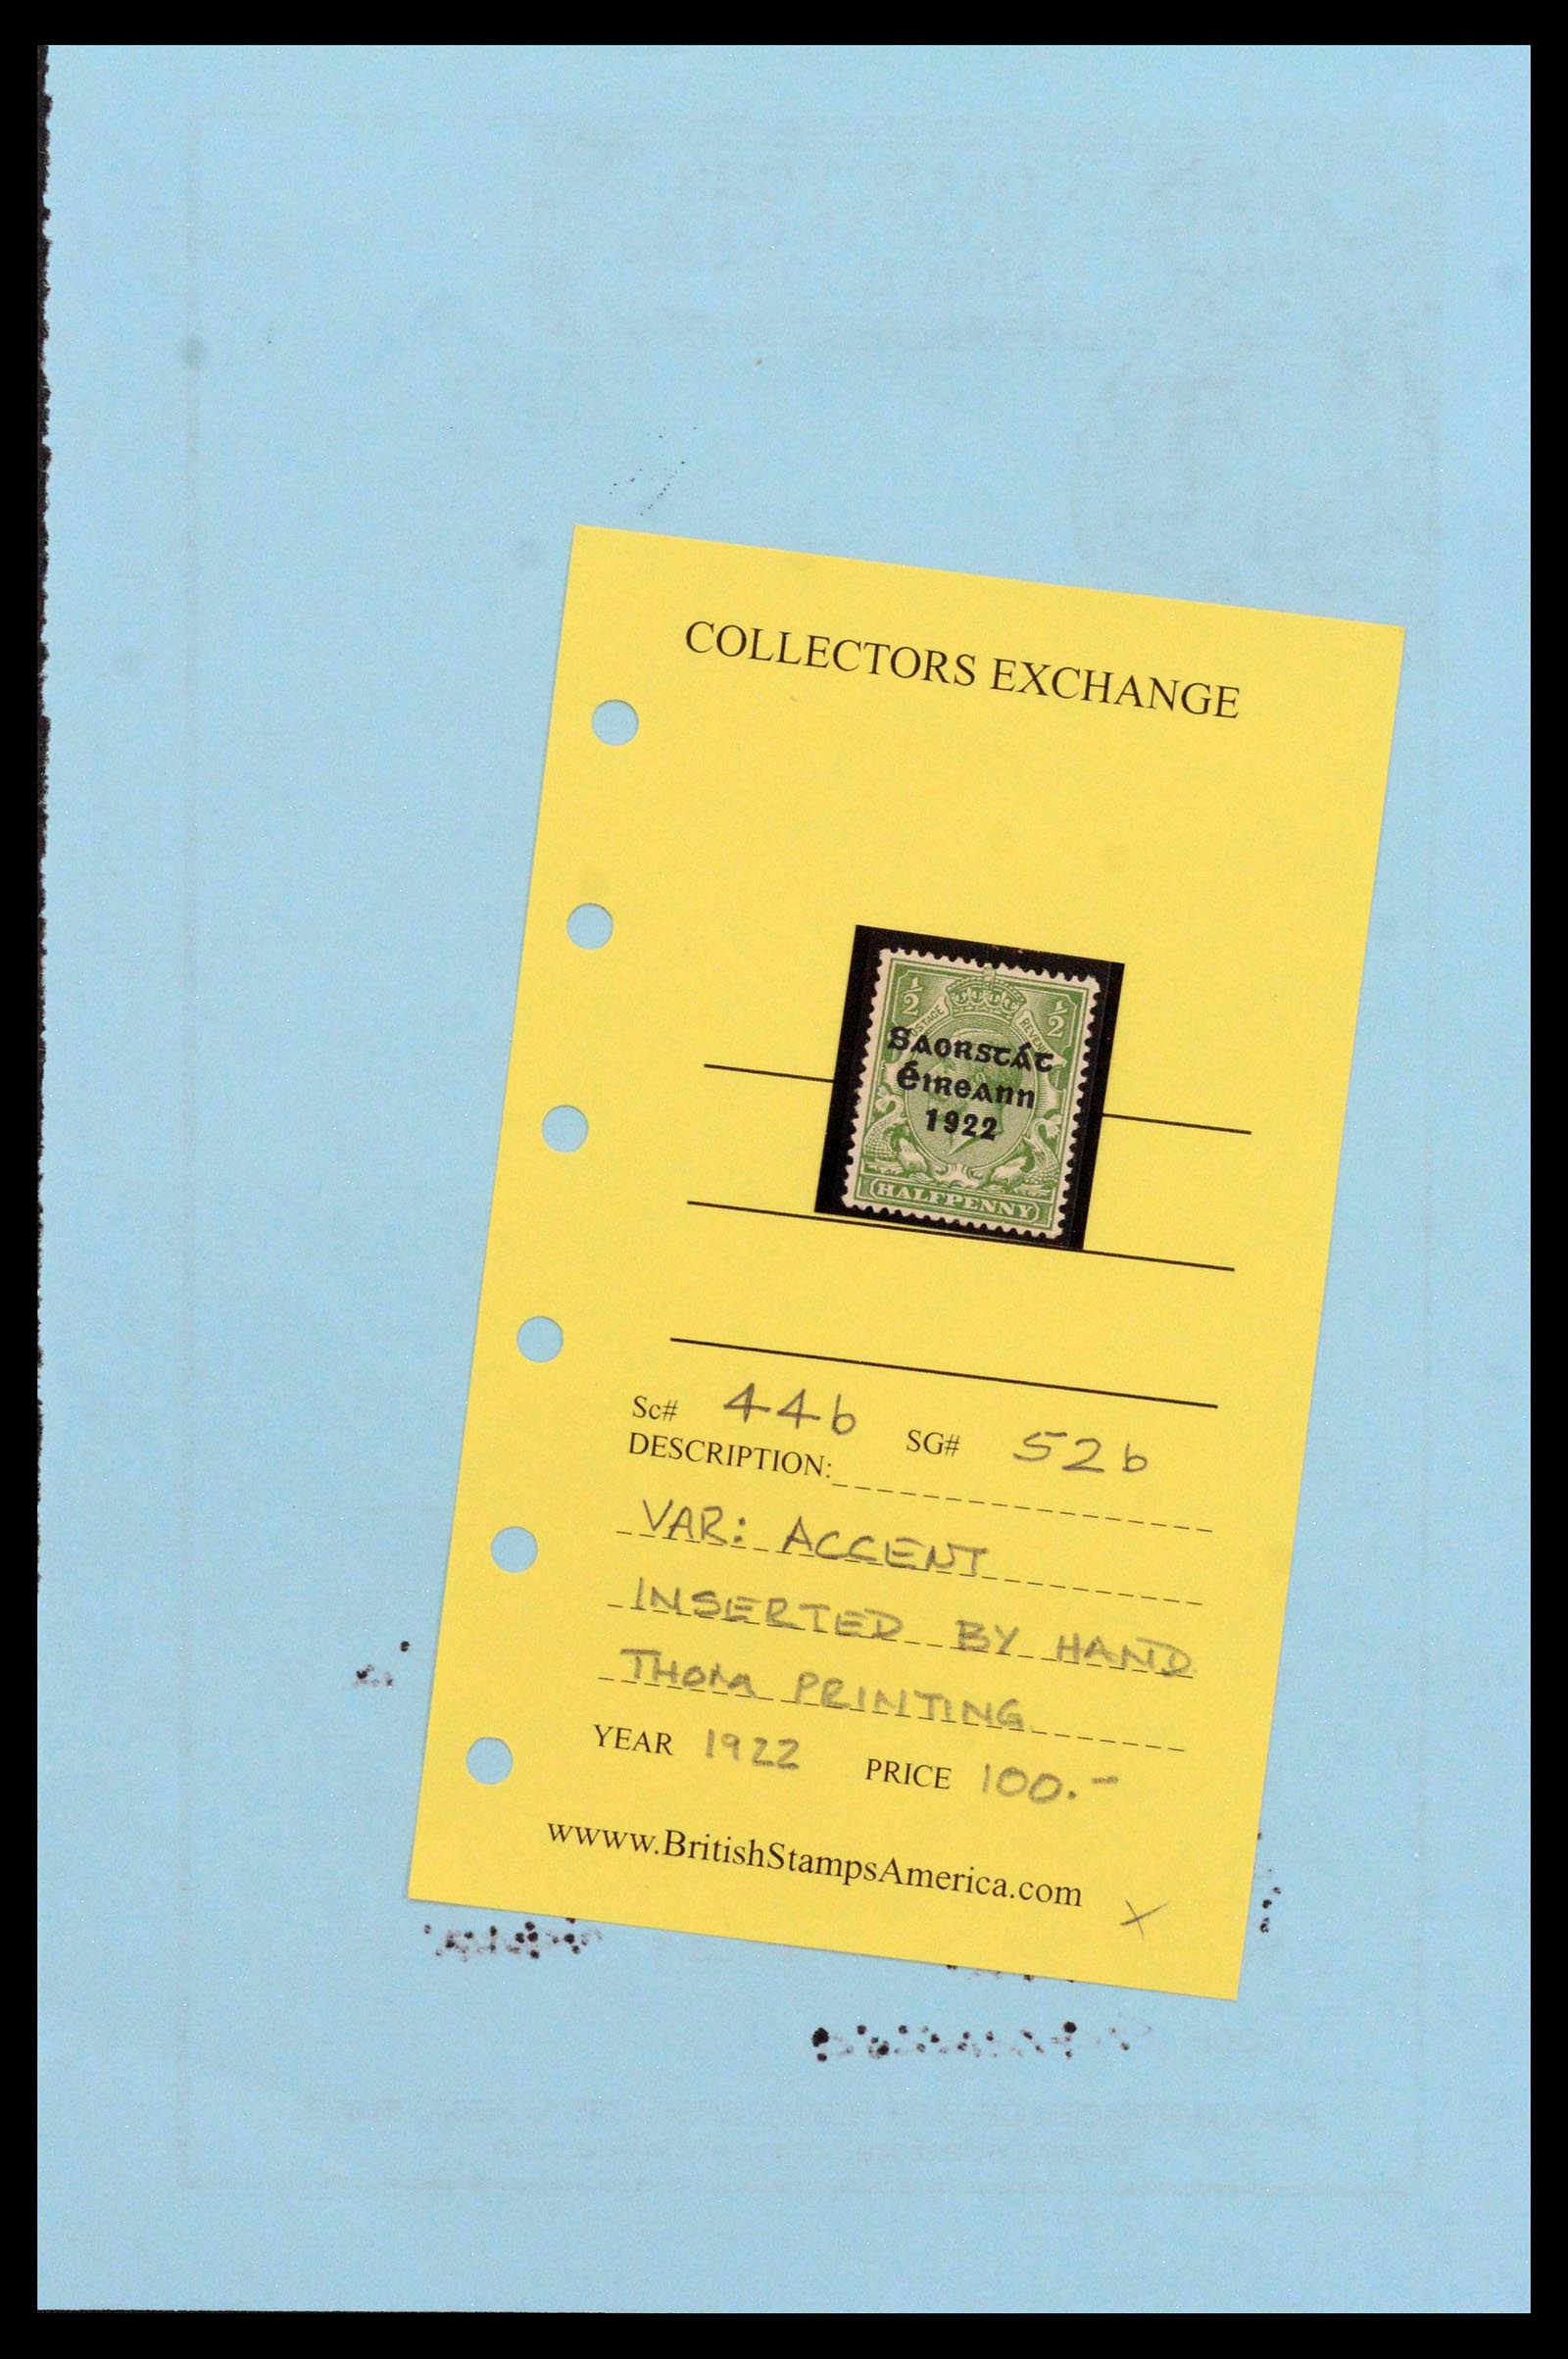 COLLECTORS EXCHANGE
½ ½
POSTAGE REVENUE
SAORSTÁT
ÉIREANN
1922
HALFPENNY
Sc# 44b SG# 52b
DESCRIPTION:
VAR: ACCENT
INSERTED BY HAND
THOM PRINTING
YEAR 1922 PRICE 100.-
wwww.BritishStampsAmerica.com X